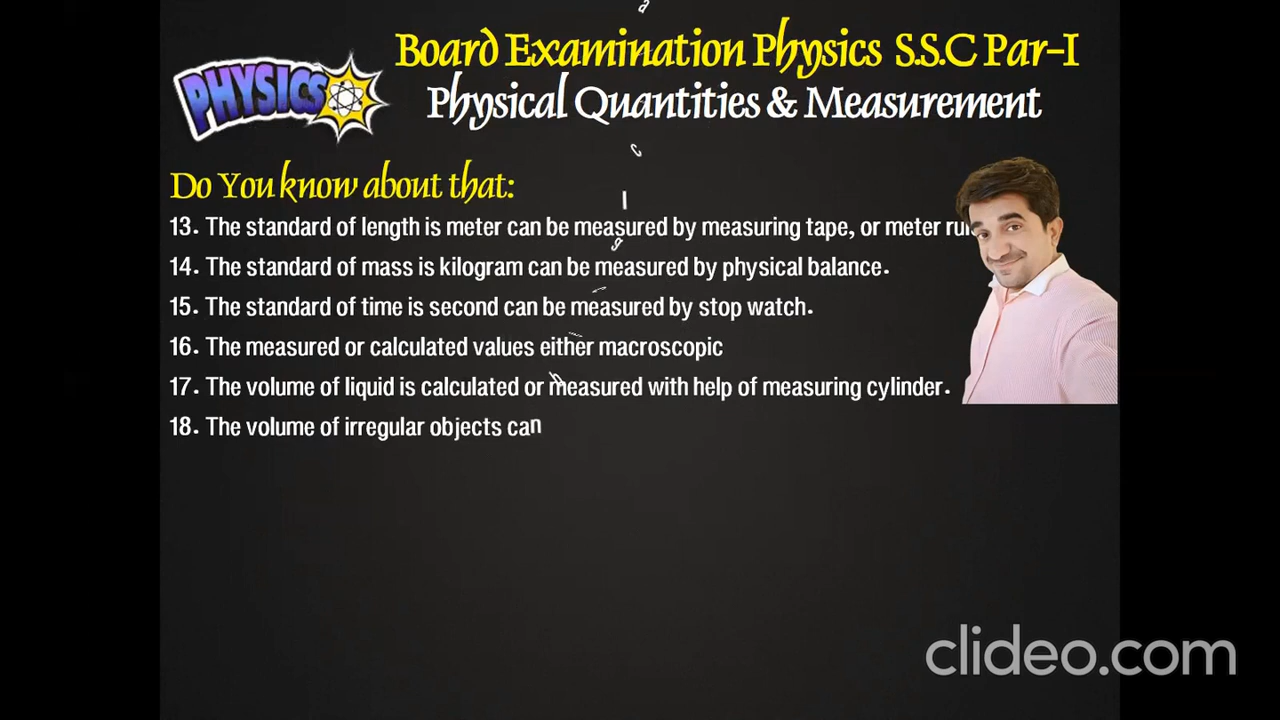 Board Examination Physics S.S.C Par-I
PHYSICS
Physical Quantities & Measurement
Do You know about that:
13. The standard of length is meter can be measured by measuring tape, or meter
14. The standard of mass is kilogram can be measured by physical balance.
15. The standard of time is second can be measured by stop watch.
16. The measured or calculated values either macroscopic
17. The volume of liquid is calculated or measured with help of measuring cylinder.
18. The volume of irregular objects can
clideo.com